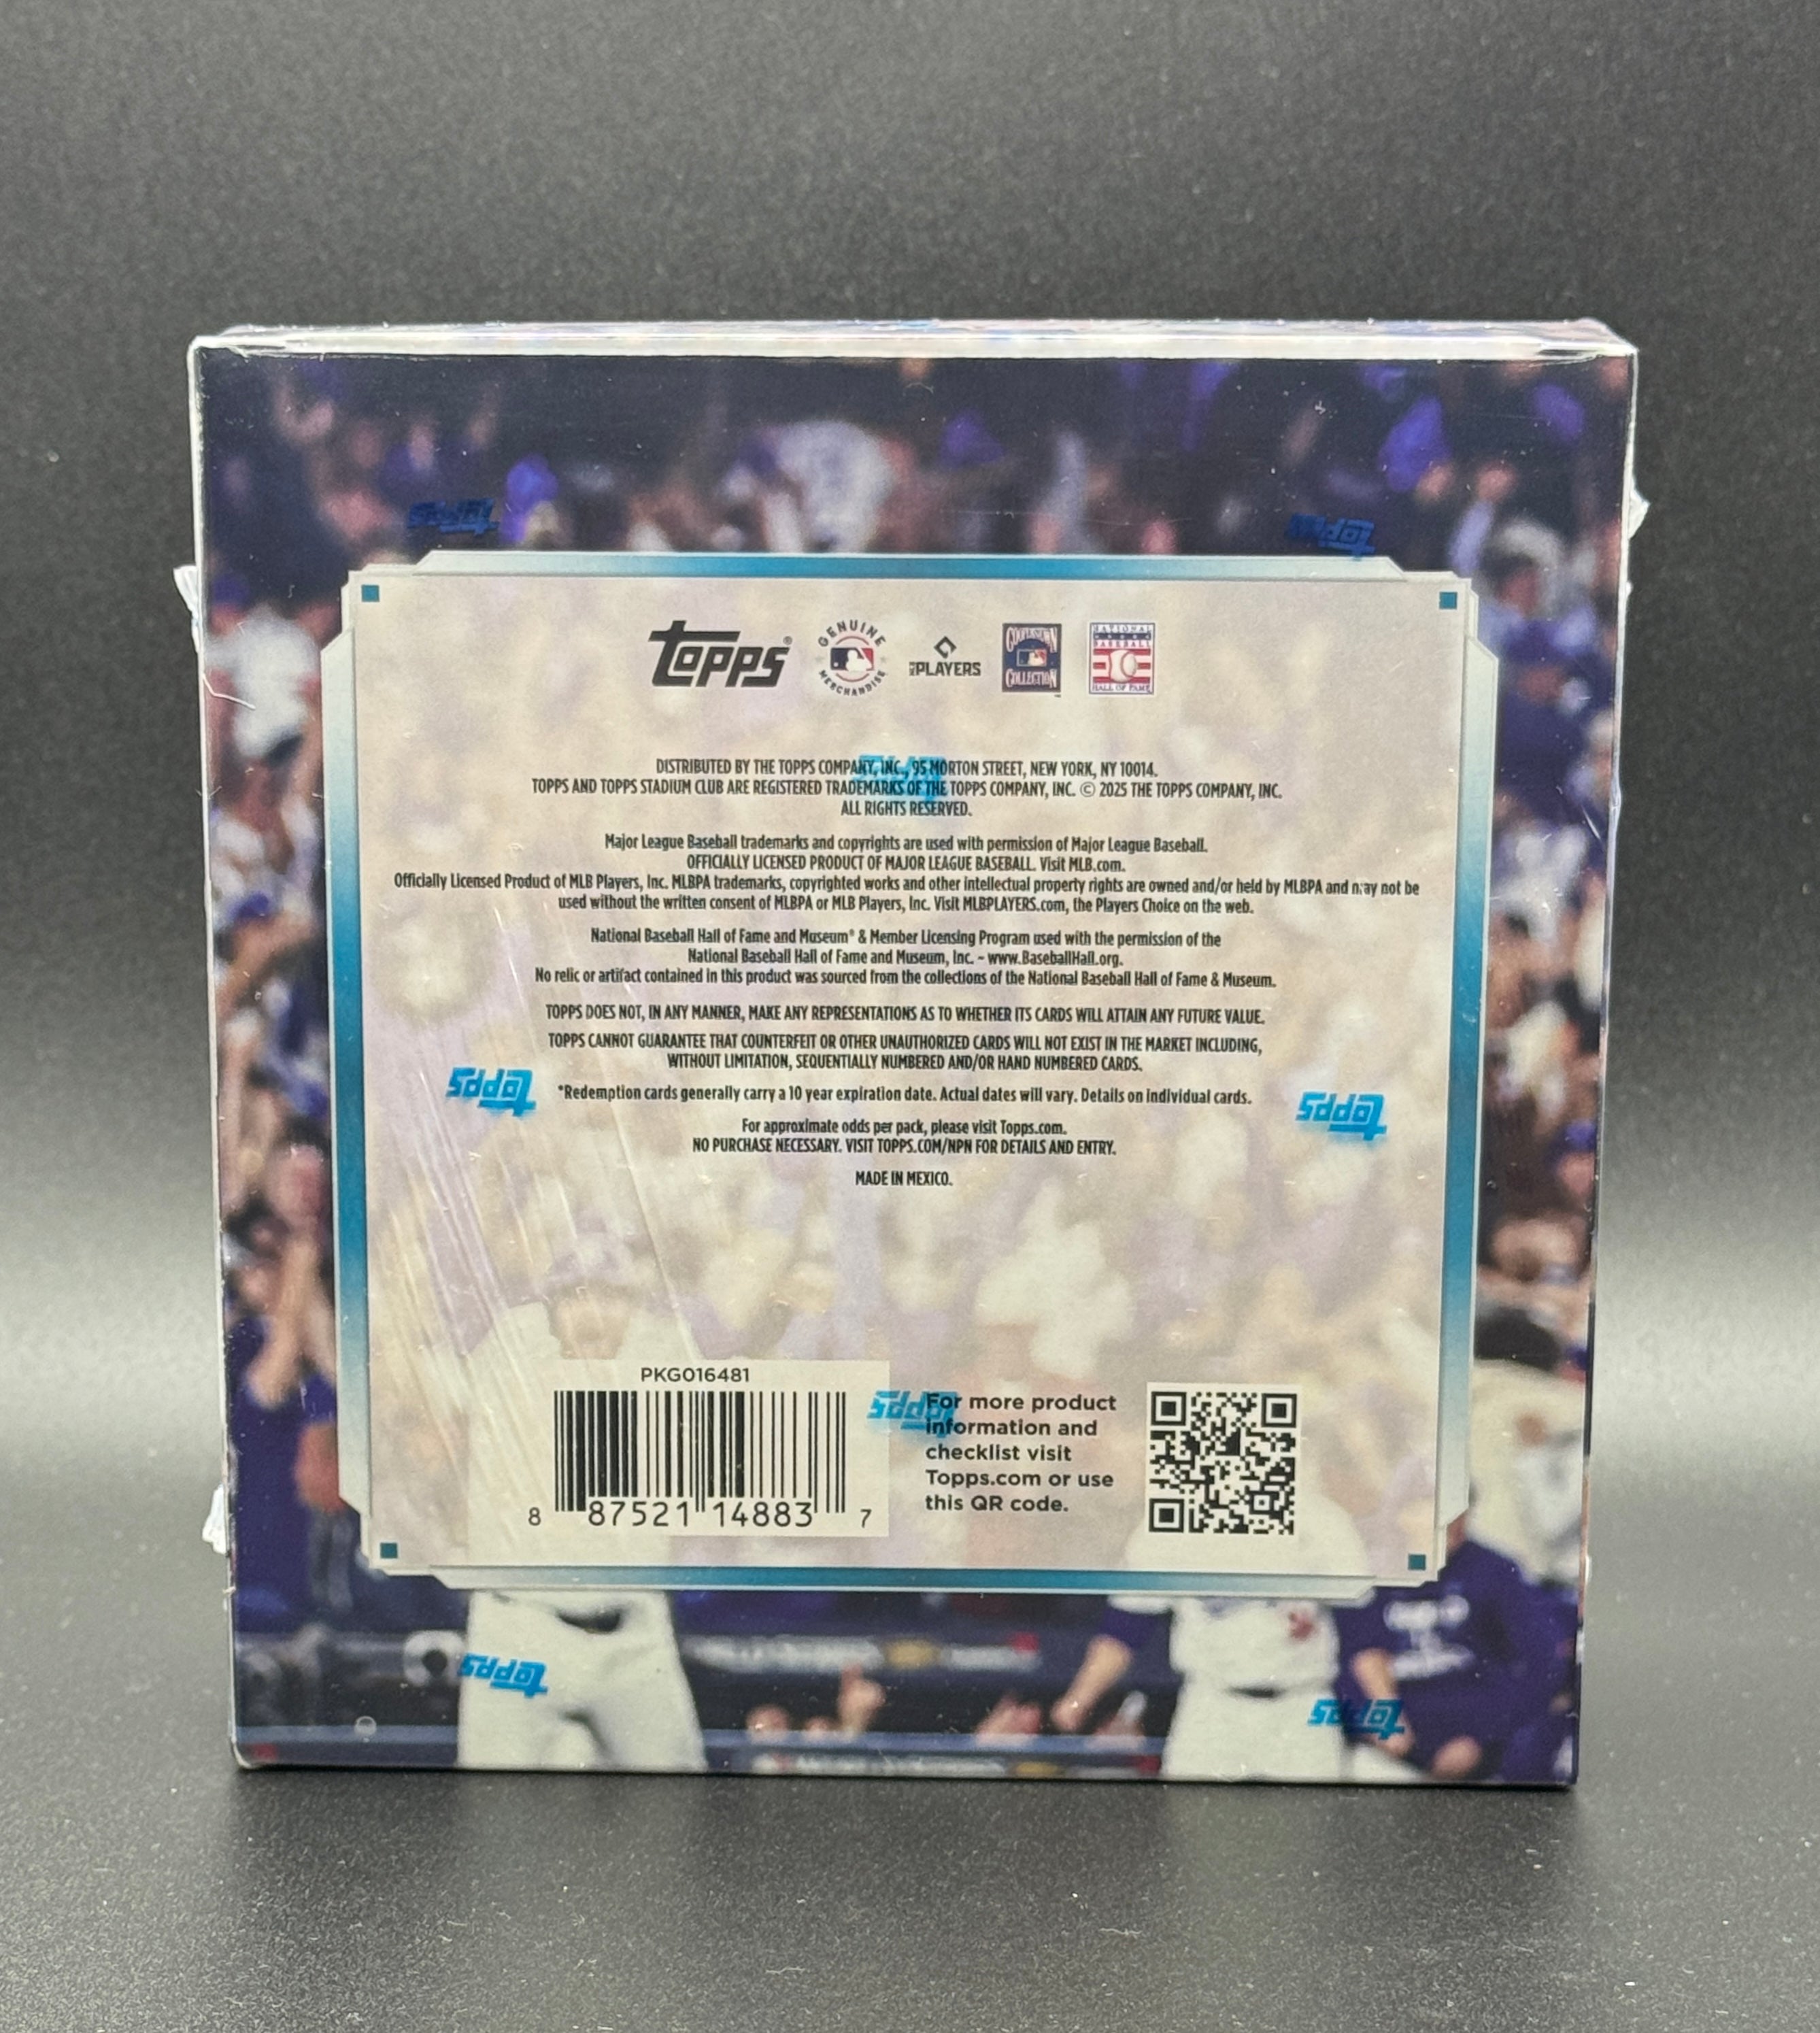 topps®
GENUINE MERCHANDISE
MLB PLAYERS
COOPERSTOWN COLLECTION
NATIONAL BASEBALL HALL OF FAME
DISTRIBUTED BY THE TOPPS COMPANY, INC., 95 MORTON STREET, NEW YORK, NY 10014.
TOPPS AND TOPPS STADIUM CLUB ARE REGISTERED TRADEMARKS OF THE TOPPS COMPANY, INC. © 2025 THE TOPPS COMPANY, INC.
ALL RIGHTS RESERVED.
Major League Baseball trademarks and copyrights are used with permission of Major League Baseball.
OFFICIALLY LICENSED PRODUCT OF MAJOR LEAGUE BASEBALL. Visit MLB.com.
Officially Licensed Product of MLB Players, Inc. MLBPA trademarks, copyrighted works and other intellectual property rights are owned and/or held by MLBPA and may not be
used without the written consent of MLBPA or MLB Players, Inc. Visit MLBPLAYERS.com, the Players Choice on the web.
National Baseball Hall of Fame and Museum® & Member Licensing Program used with the permission of the
National Baseball Hall of Fame and Museum, Inc. - www.BaseballHall.org.
No relic or artifact contained in this product was sourced from the collections of the National Baseball Hall of Fame & Museum.
TOPPS DOES NOT, IN ANY MANNER, MAKE ANY REPRESENTATIONS AS TO WHETHER ITS CARDS WILL ATTAIN ANY FUTURE VALUE.
TOPPS CANNOT GUARANTEE THAT COUNTERFEIT OR OTHER UNAUTHORIZED CARDS WILL NOT EXIST IN THE MARKET INCLUDING,
WITHOUT LIMITATION, SEQUENTIALLY NUMBERED AND/OR HAND NUMBERED CARDS.
*Redemption cards generally carry a 10 year expiration date. Actual dates will vary. Details on individual cards.
For approximate odds per pack, please visit Topps.com.
NO PURCHASE NECESSARY. VISIT TOPPS.COM/NPN FOR DETAILS AND ENTRY.
MADE IN MEXICO.
PKG016481
8 87521 14883 7
For more product
information and
checklist visit
Topps.com or use
this QR code.
topps
topps
topps
topps
topps
topps
topps
topps